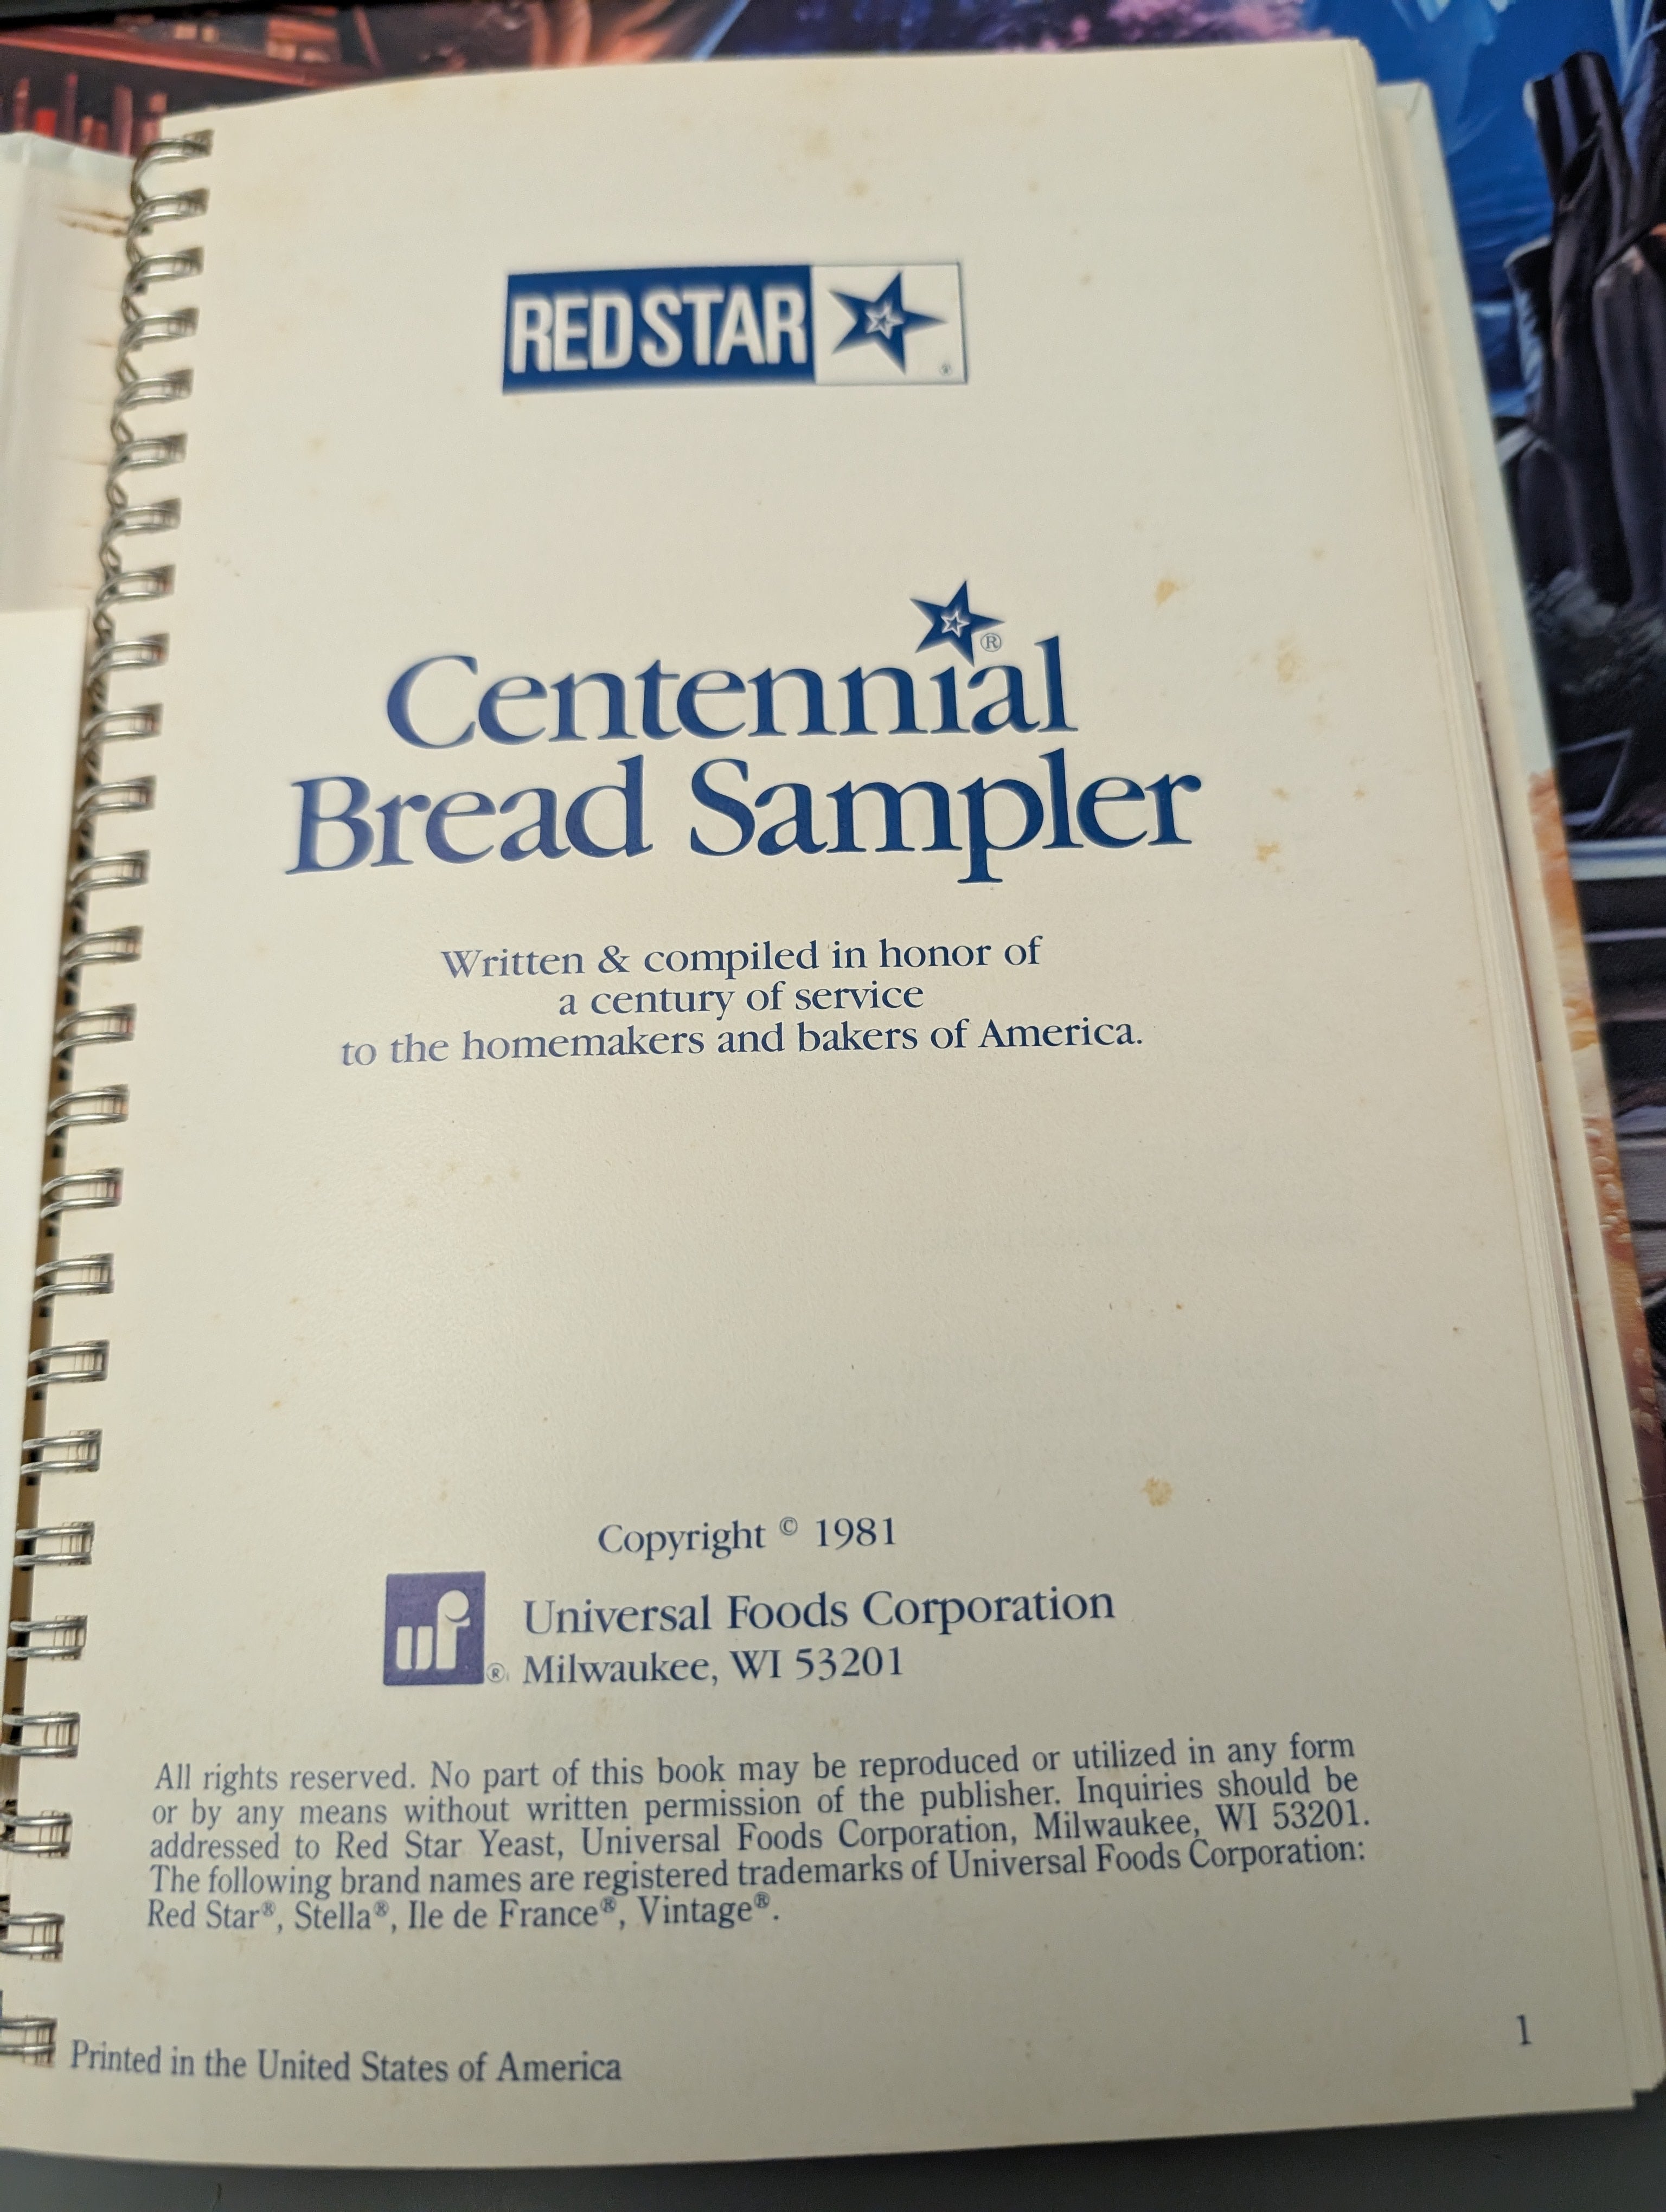 RED STAR
®
®
Centennial
Bread Sampler
Written & compiled in honor of
a century of service
to the homemakers and bakers of America.
Copyright © 1981
uf® Universal Foods Corporation
Milwaukee, WI 53201
All rights reserved. No part of this book may be reproduced or utilized in any form
or by any means without written permission of the publisher. Inquiries should be
addressed to Red Star Yeast, Universal Foods Corporation, Milwaukee, WI 53201.
The following brand names are registered trademarks of Universal Foods Corporation:
Red Star®, Stella®, Ile de France®, Vintage®.
Printed in the United States of America
1